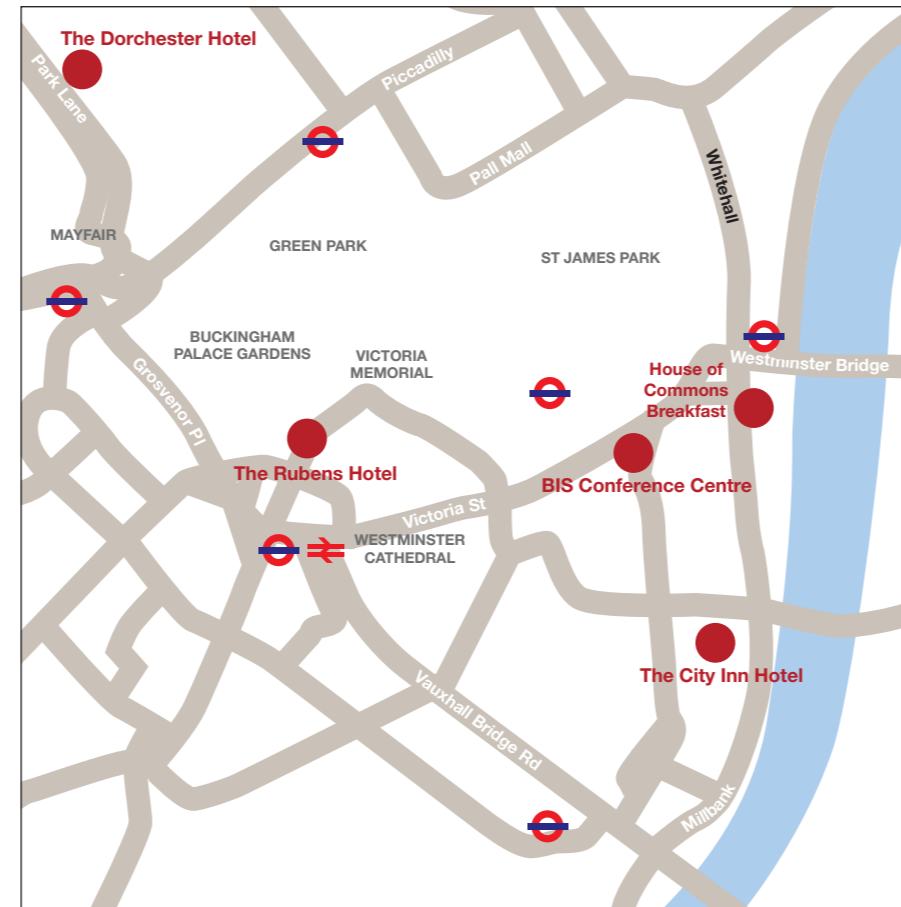 The Dorchester Hotel
Park Lane
Piccadilly
Pall Mall
Whitehall
MAYFAIR
GREEN PARK
ST JAMES PARK
BUCKINGHAM
PALACE GARDENS
VICTORIA
MEMORIAL
Westminster Bridge
House of
Commons
Breakfast
Grosvenor Pl
The Rubens Hotel
BIS Conference Centre
Victoria St
WESTMINSTER
CATHEDRAL
The City Inn Hotel
Vauxhall Bridge Rd
Millbank